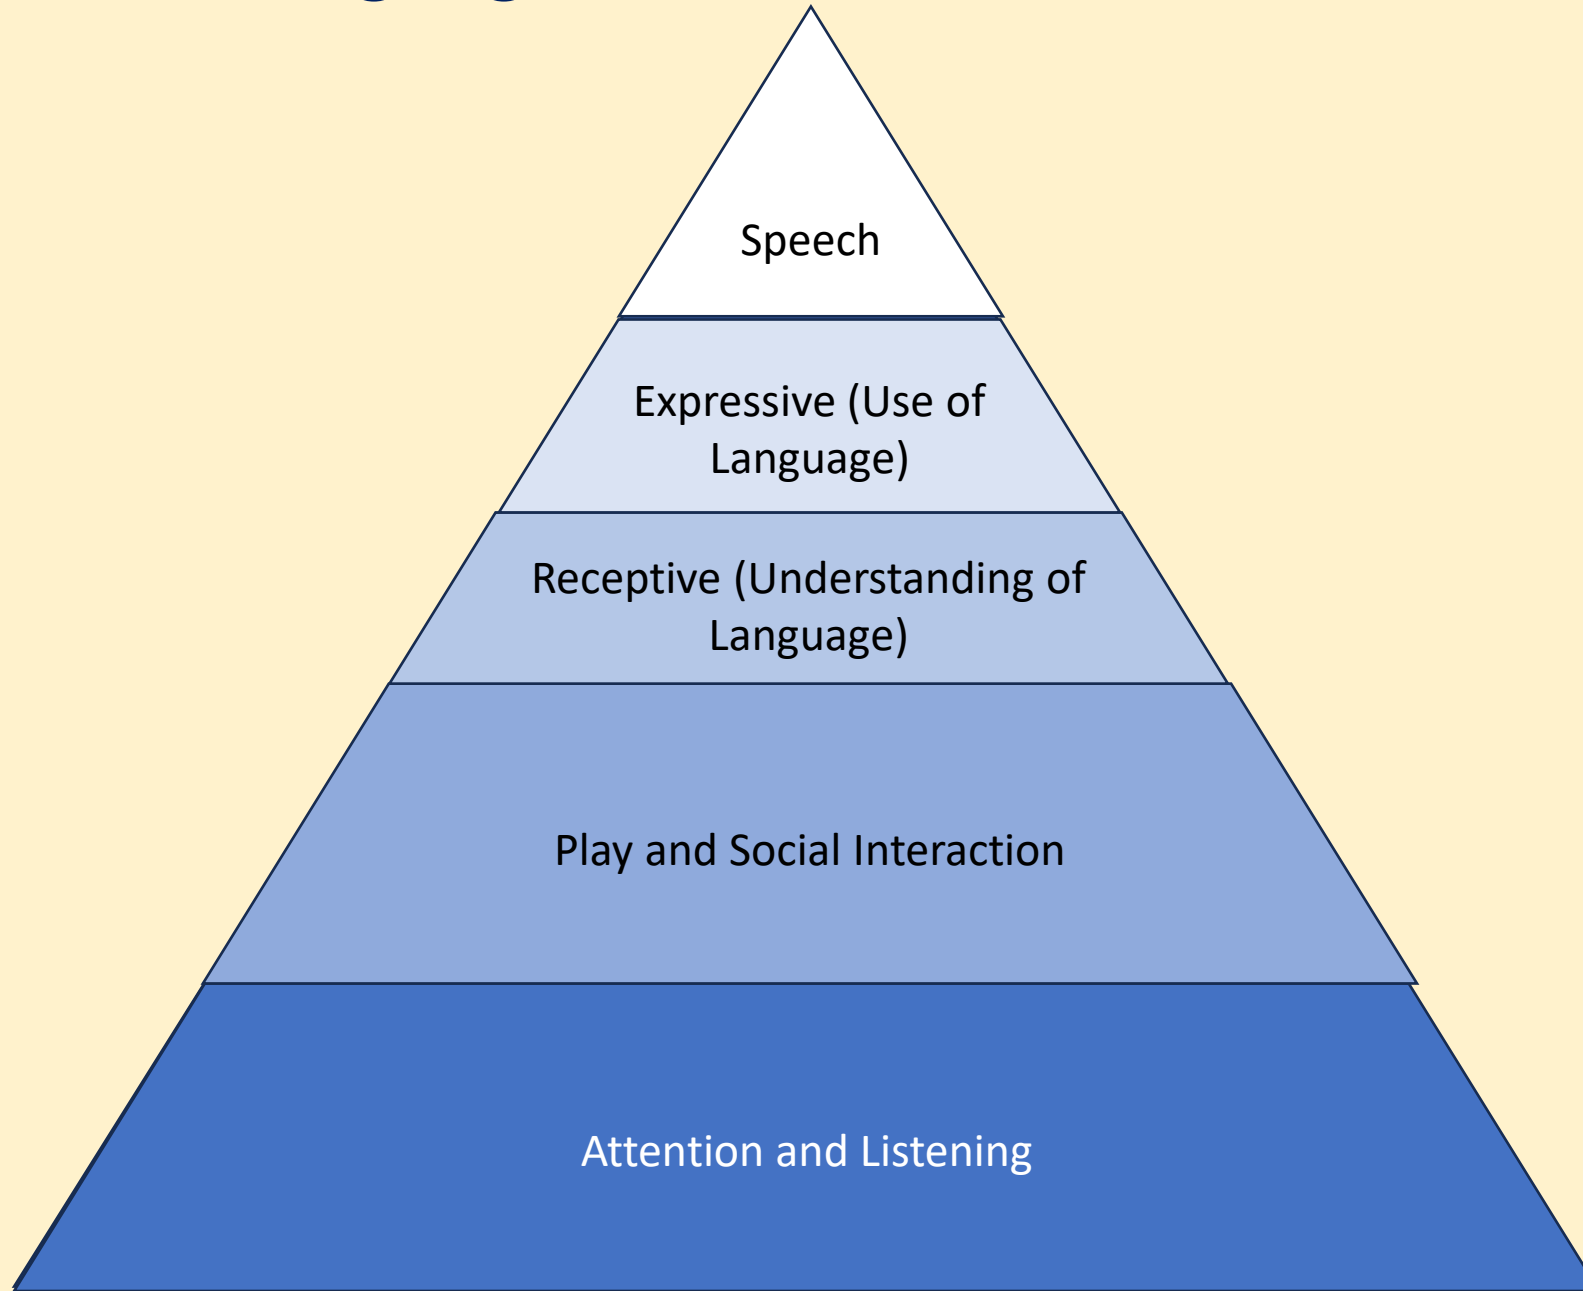 Speech
Expressive (Use of
Language)
Receptive (Understanding of
Language)
Play and Social Interaction
Attention and Listening